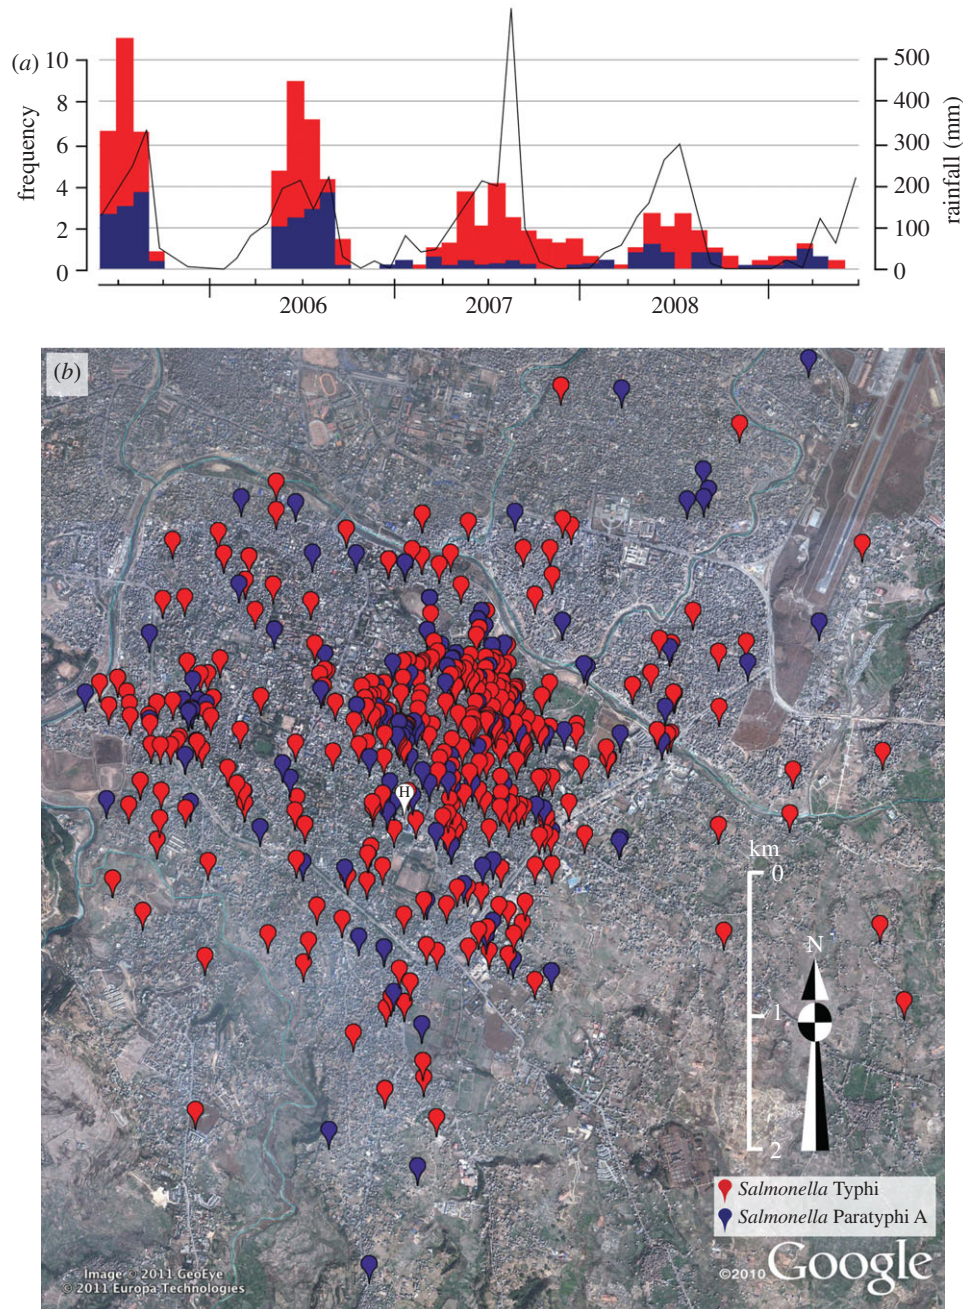 (a)
frequency
10
8
6
4
2
0
500
400
300
200
100
0
rainfall (mm)
2006 2007 2008
(b)
H
km
0
1
2
N
Salmonella Typhi
Salmonella Paratyphi A
Image © 2011 GeoEye
© 2011 Europa Technologies
©2010 Google